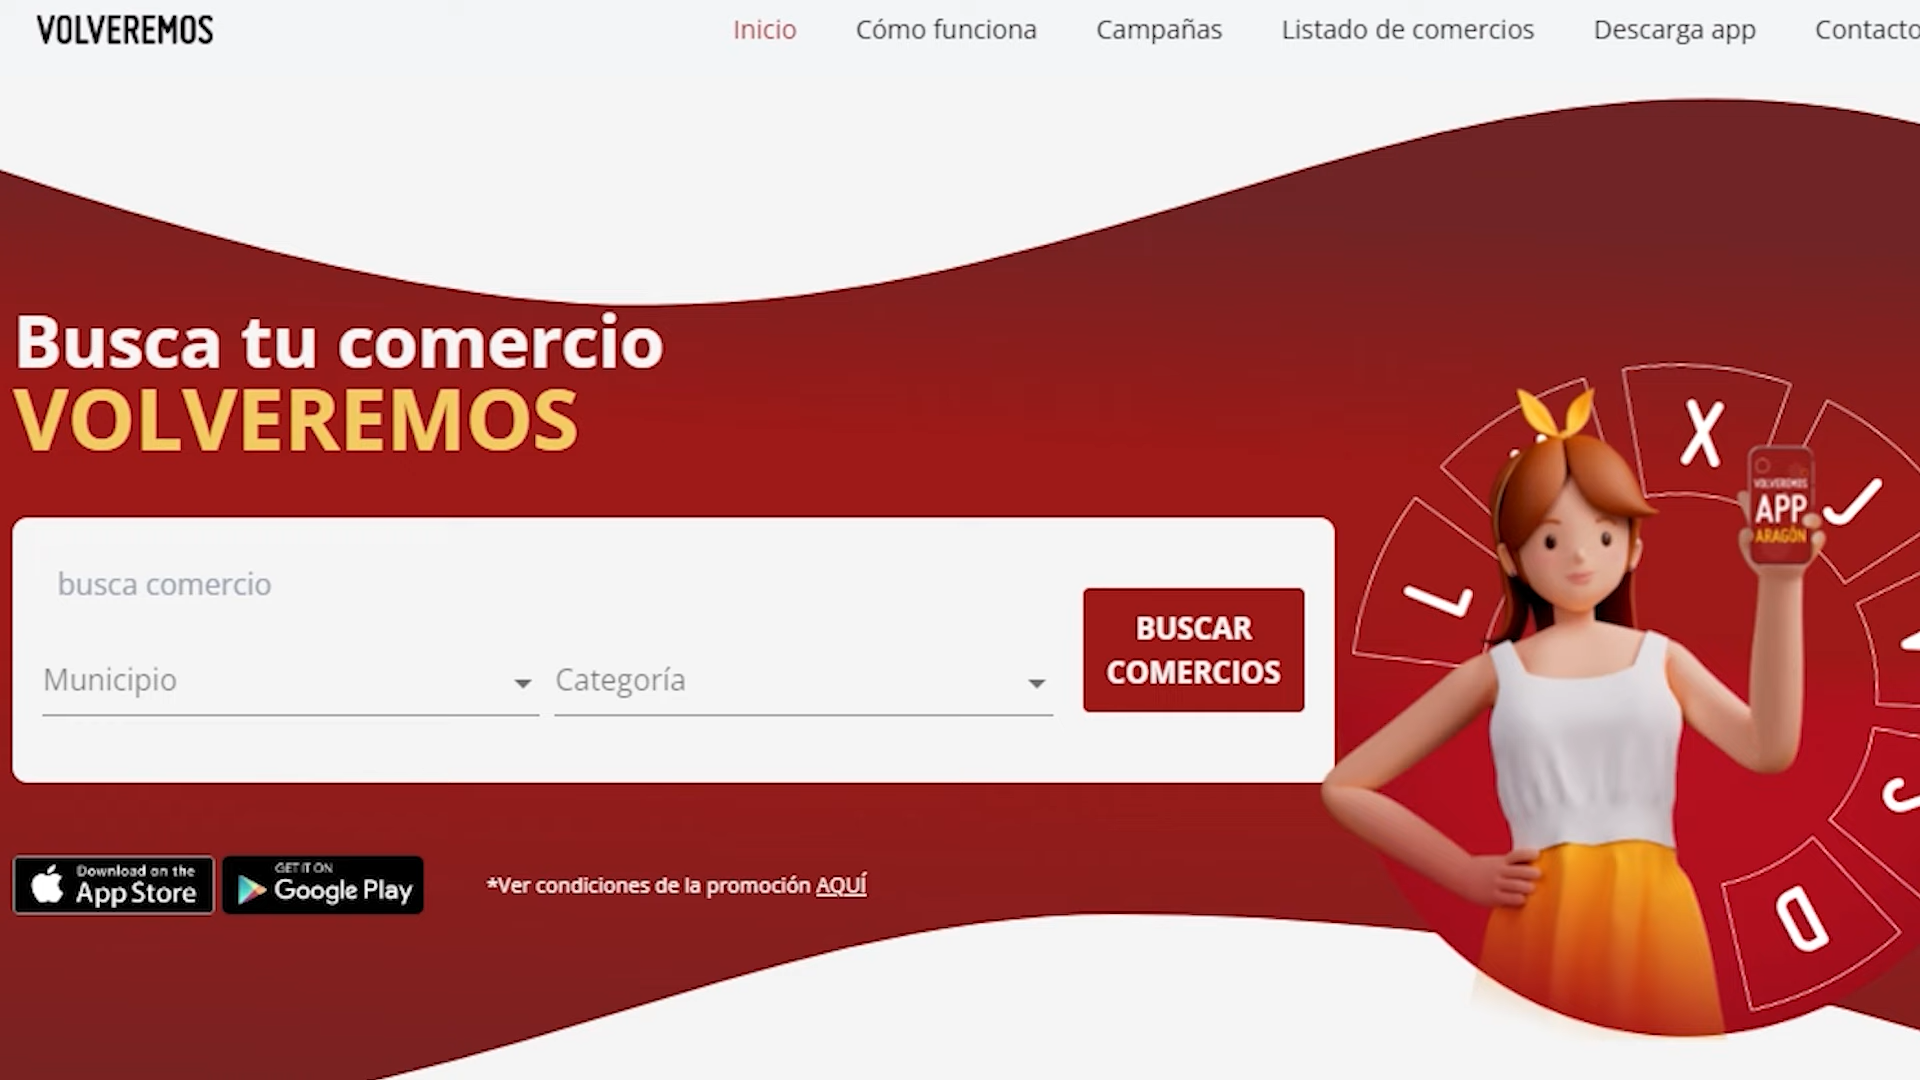 VOLVEREMOS
Inicio
Cómo funciona
Campañas
Listado de comercios
Descarga app
Contacto
Busca tu comercio
VOLVEREMOS
busca comercio
Municipio
Categoría
BUSCAR
COMERCIOS
X
L
J
D
VOLVEREMOS
APP
ARAGÓN
Download on the
App Store
GET IT ON
Google Play
*Ver condiciones de la promoción AQUÍ